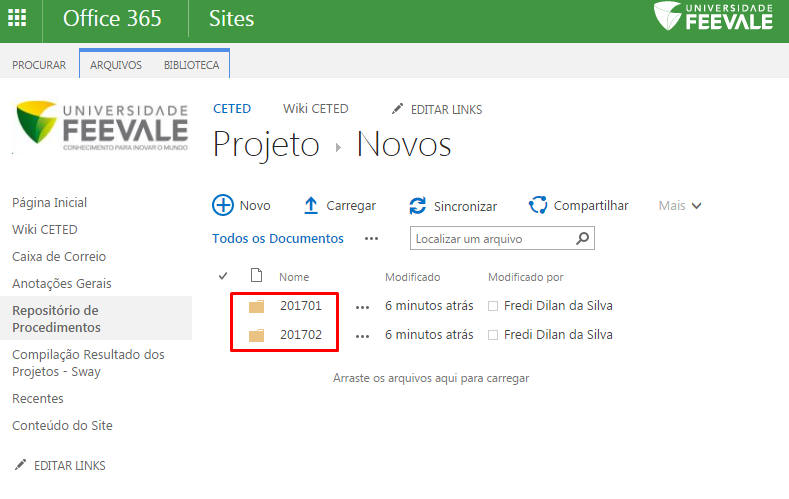 Office 365
Sites
UNIVERSIDADE
FEEVALE
PROCURAR
ARQUIVOS
BIBLIOTECA
UNIVERSIDADE
FEEVALE
CONHECIMENTO PARA INOVAR O MUNDO
CETED
Wiki CETED
EDITAR LINKS
Projeto ▸ Novos
Página Inicial
Wiki CETED
Caixa de Correio
Anotações Gerais
Repositório de
Procedimentos
Compilação Resultado dos
Projetos - Sway
Recentes
Conteúdo do Site
EDITAR LINKS
Novo
Carregar
Sincronizar
Compartilhar
Mais
Todos os Documentos
...
Localizar um arquivo
Nome
Modificado
Modificado por
201701 ... 6 minutos atrás Fredi Dilan da Silva
201702 ... 6 minutos atrás Fredi Dilan da Silva
Arraste os arquivos aqui para carregar